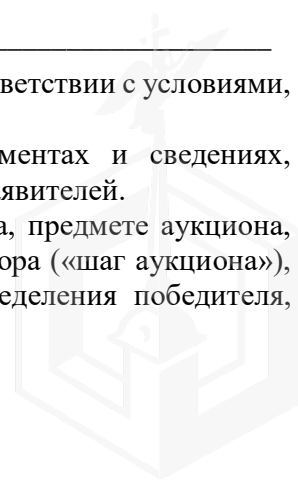 ветствии с условиями,
ментах и сведениях,
явителей.
а, предмете аукциона,
ора («шаг аукциона»),
еделения победителя,